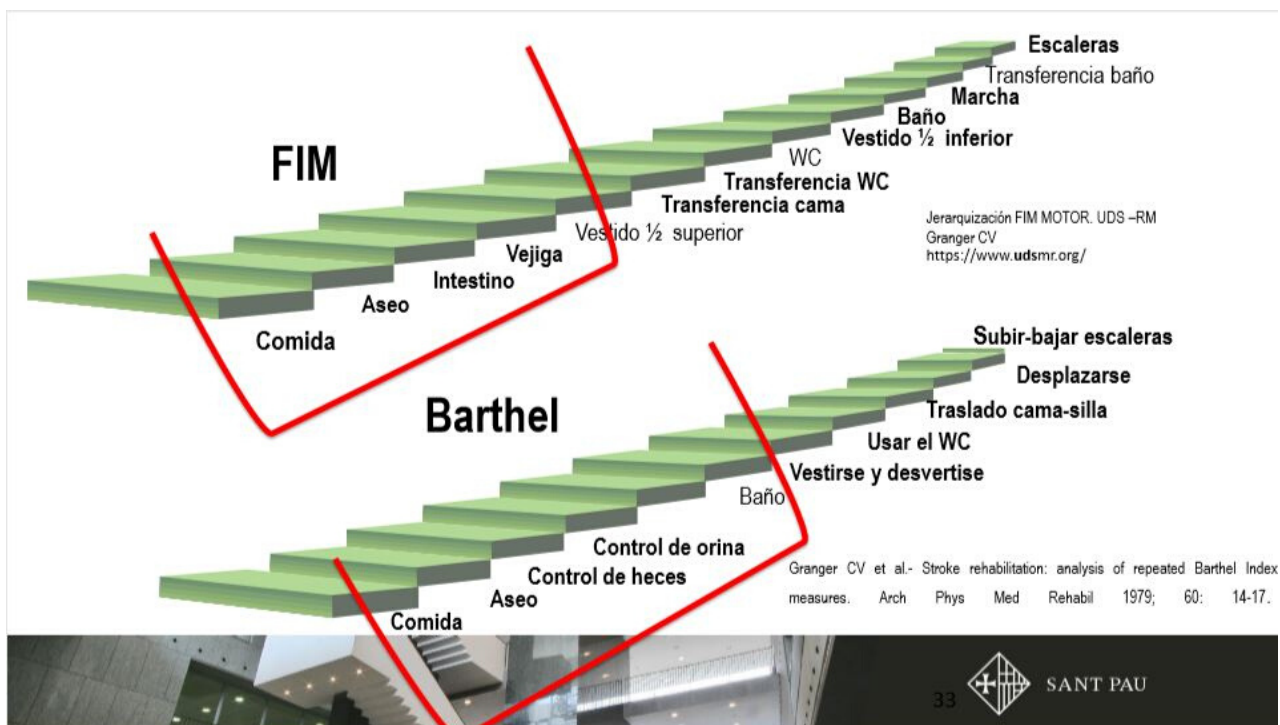 Escaleras
Transferencia baño
Marcha
Baño
Vestido ½ inferior
FIM
WC
Transferencia WC
Transferencia cama
Vestido ½ superior
Vejiga
Intestino
Aseo
Comida
Jerarquización FIM MOTOR. UDS –RM
Granger CV
https://www.udsmr.org/
Subir-bajar escaleras
Desplazarse
Barthel
Traslado cama-silla
Usar el WC
Vestirse y desvertise
Baño
Control de orina
Control de heces
Aseo
Comida
Granger CV et al.- Stroke rehabilitation: analysis of repeated Barthel Index
measures. Arch Phys Med Rehabil 1979; 60: 14-17.
33
SANT PAU